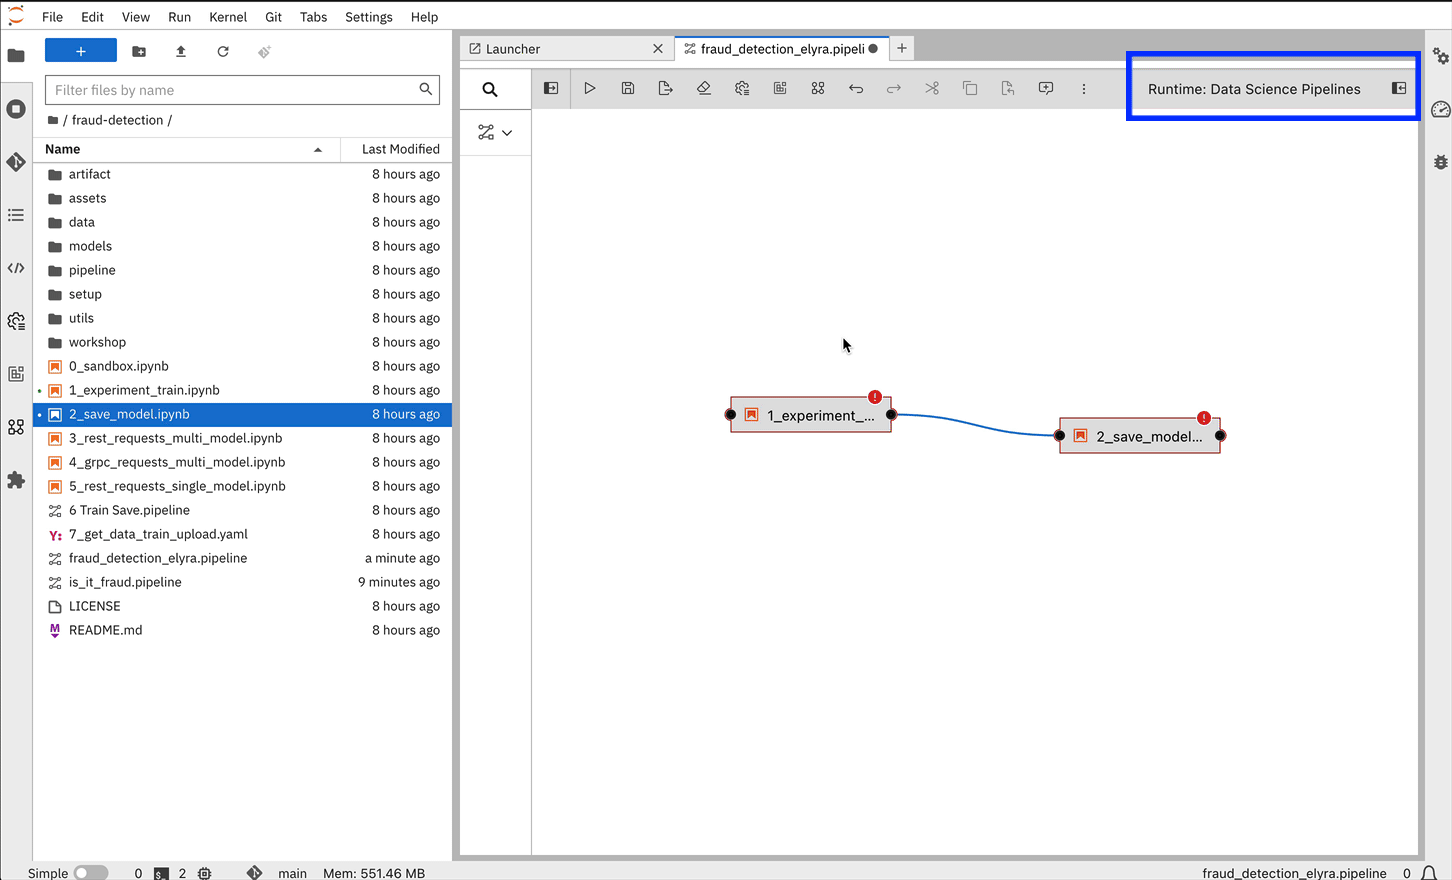 File Edit View Run Kernel Git Tabs Settings Help
+
Filter files by name
/ fraud-detection /
Name Last Modified
artifact 8 hours ago
assets 8 hours ago
data 8 hours ago
models 8 hours ago
pipeline 8 hours ago
setup 8 hours ago
utils 8 hours ago
workshop 8 hours ago
0_sandbox.ipynb 8 hours ago
1_experiment_train.ipynb 8 hours ago
2_save_model.ipynb 8 hours ago
3_rest_requests_multi_model.ipynb 8 hours ago
4_grpc_requests_multi_model.ipynb 8 hours ago
5_rest_requests_single_model.ipynb 8 hours ago
6 Train Save.pipeline 8 hours ago
Y: 7_get_data_train_upload.yaml 8 hours ago
fraud_detection_elyra.pipeline a minute ago
is_it_fraud.pipeline 9 minutes ago
LICENSE 8 hours ago
M README.md 8 hours ago
Launcher
fraud_detection_elyra.pipeli
Runtime: Data Science Pipelines
1_experiment_...
2_save_model...
Simple 0 2 main Mem: 551.46 MB
fraud_detection_elyra.pipeline 0